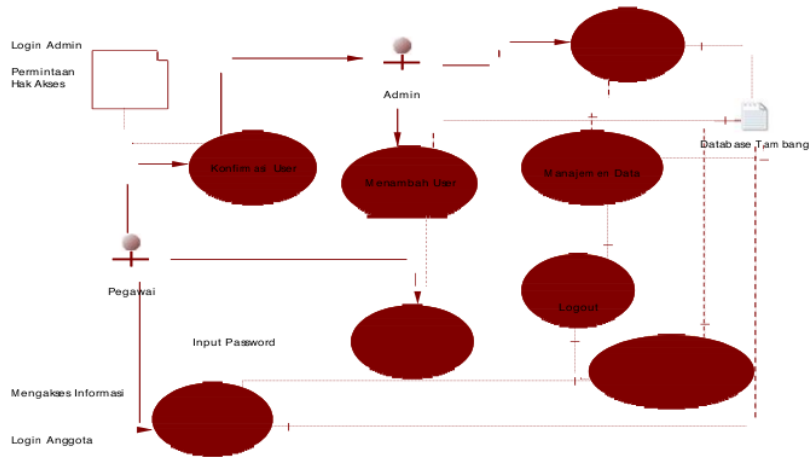 Login Admin
Permintaan
Hak Akses
Admin
Database Tambang
Konfirmas User
Menambah User
Manajemen Data
Pegawai
Logout
Input Password
Mengakses Informasi
Login Anggota